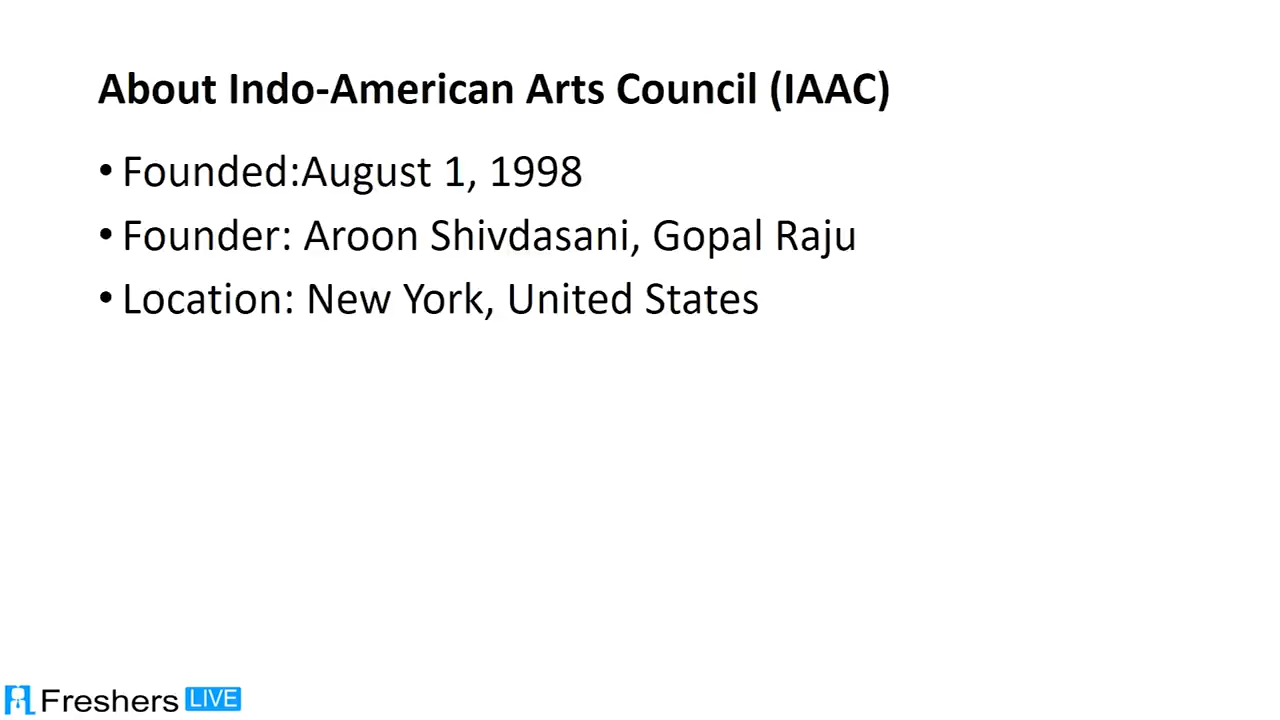 About Indo-American Arts Council (IAAC)
• Founded:August 1, 1998
• Founder: Aroon Shivdasani, Gopal Raju
• Location: New York, United States
Freshers LIVE